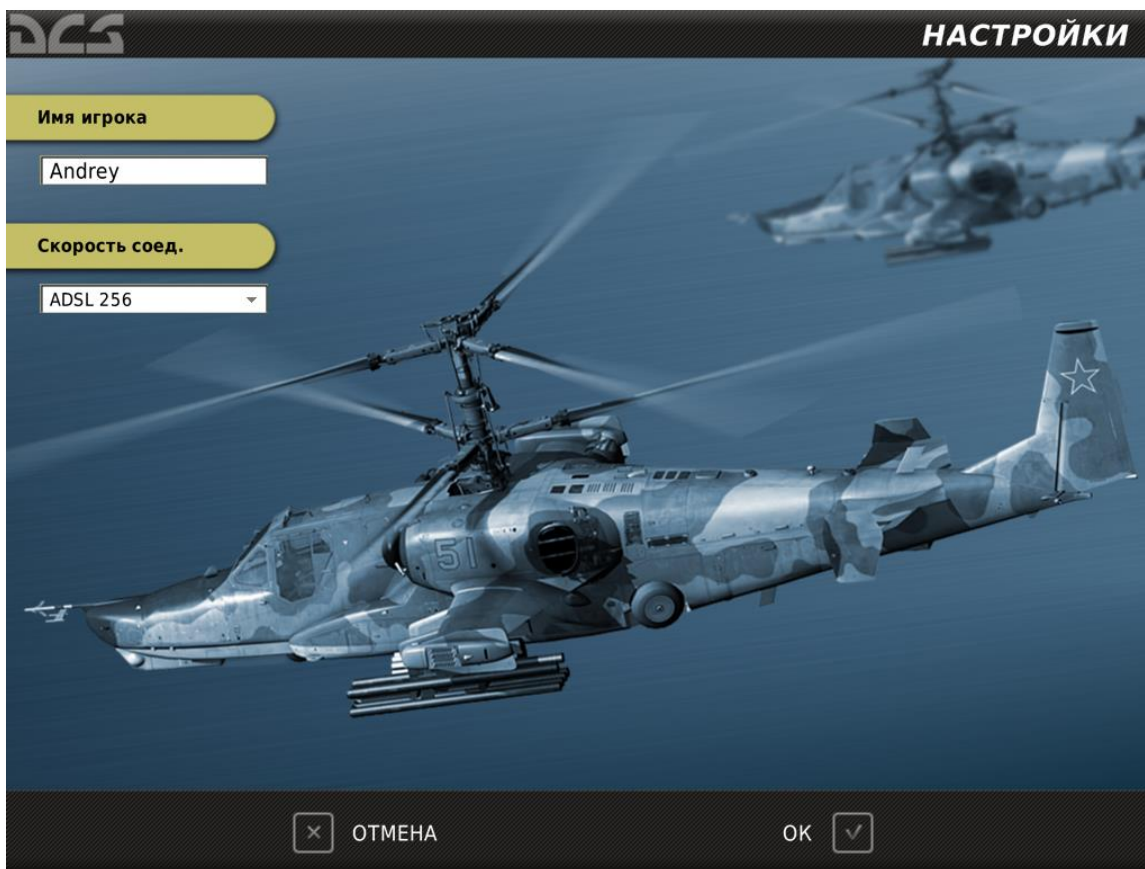 DCS
НАСТРОЙКИ
Имя игрока
Andrey
Скорость соед.
ADSL 256
51
ОТМЕНА
OK